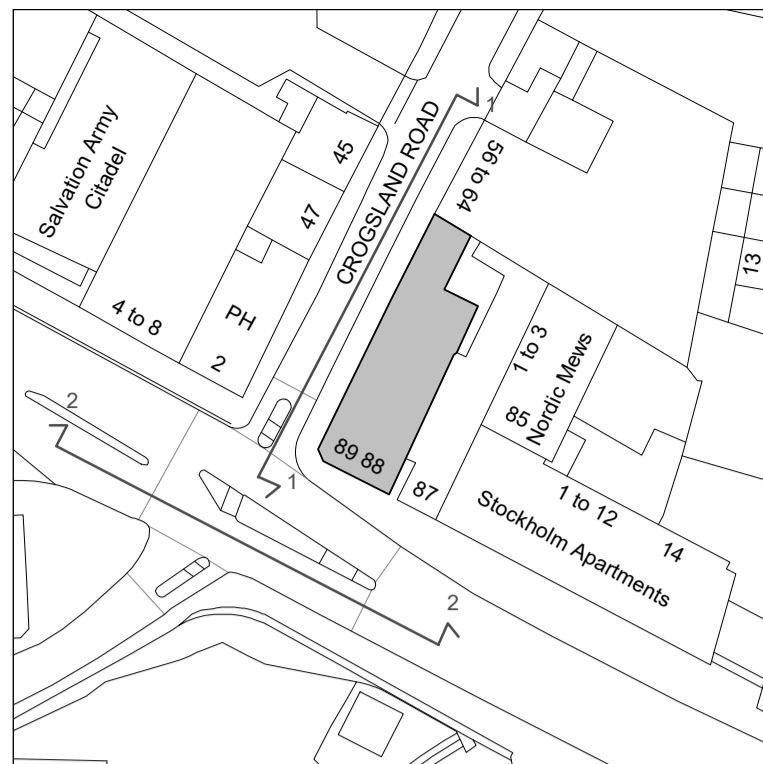 1
CROGSLAND ROAD
45
Salvation Army
Citadel
56 to 64
47
13
PH
2
4 to 8
1 to 3
85
Nordic Mews
2
89 88
1
87
1 to 12
14
Stockholm Apartments
2